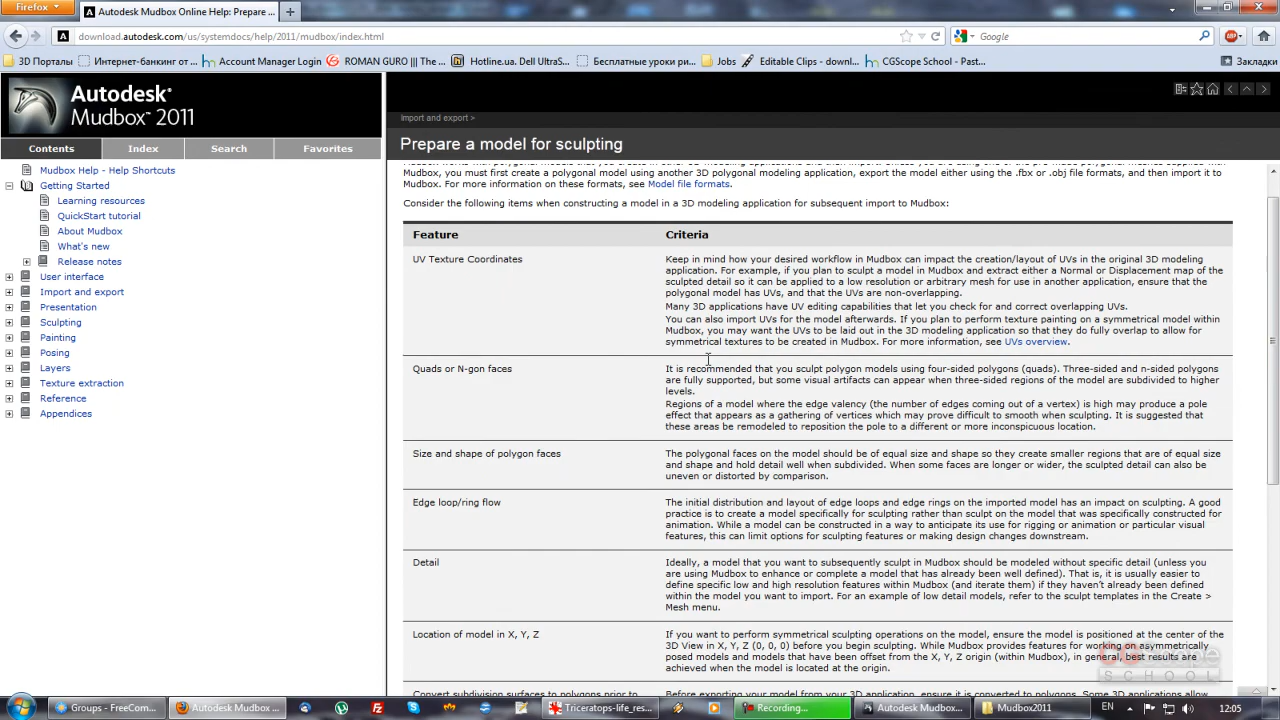 Firefox
Autodesk Mudbox Online Help: Prepare ...
download.autodesk.com/us/systemdocs/help/2011/mudbox/index.html
Google
3D Порталы
Интернет-банкинг от ...
Account Manager Login
ROMAN GURO ||| The ...
Hotline.ua. Dell UltraS...
Бесплатные уроки ри...
Jobs
Editable Clips - downl...
CGScope School - Past...
Закладки
Autodesk®
Mudbox™ 2011
Contents
Index
Search
Favorites
Mudbox Help - Help Shortcuts
Getting Started
Learning resources
QuickStart tutorial
About Mudbox
What's new
Release notes
User interface
Import and export
Presentation
Sculpting
Painting
Posing
Layers
Texture extraction
Reference
Appendices
Import and export >
Prepare a model for sculpting
you must first create a polygonal model using another 3D polygonal modeling application, export the model either using the .fbx or .obj file formats, and then import it to
Mudbox. For more information on these formats, see Model file formats.
Consider the following items when constructing a model in a 3D modeling application for subsequent import to Mudbox:
Feature
Criteria
UV Texture Coordinates
Keep in mind how your desired workflow in Mudbox can impact the creation/layout of UVs in the original 3D modeling
application. For example, if you plan to sculpt a model in Mudbox and extract either a Normal or Displacement map of the
sculpted detail so it can be applied to a low resolution or arbitrary mesh for use in another application, ensure that the
polygonal model has UVs, and that the UVs are non-overlapping.
Many 3D applications have UV editing capabilities that let you check for and correct overlapping UVs.
You can also import UVs for the model afterwards. If you plan to perform texture painting on a symmetrical model within
Mudbox, you may want the UVs to be laid out in the 3D modeling application so that they do fully overlap to allow for
symmetrical textures to be created in Mudbox. For more information, see UVs overview.
Quads or N-gon faces
It is recommended that you sculpt polygon models using four-sided polygons (quads). Three-sided and n-sided polygons
are fully supported, but some visual artifacts can appear when three-sided regions of the model are subdivided to higher
levels.
Regions of a model where the edge valency (the number of edges coming out of a vertex) is high may produce a pole
effect that appears as a gathering of vertices which may prove difficult to smooth when sculpting. It is suggested that
these areas be remodeled to reposition the pole to a different or more inconspicuous location.
Size and shape of polygon faces
The polygonal faces on the model should be of equal size and shape so they create smaller regions that are of equal size
and shape and hold detail well when subdivided. When some faces are longer or wider, the sculpted detail can also be
uneven or distorted by comparison.
Edge loop/ring flow
The initial distribution and layout of edge loops and edge rings on the imported model has an impact on sculpting. A good
practice is to create a model specifically for sculpting rather than sculpt on the model that was specifically constructed for
animation. While a model can be constructed in a way to anticipate its use for rigging or animation or particular visual
features, this can limit options for sculpting features or making design changes downstream.
Detail
Ideally, a model that you want to subsequently sculpt in Mudbox should be modeled without specific detail (unless you
are using Mudbox to enhance or complete a model that has already been well defined). That is, it is usually easier to
define specific low and high resolution features within Mudbox (and iterate them) if they haven't already been defined
within the model you want to import. For an example of low detail models, refer to the sculpt templates in the Create >
Mesh menu.
Location of model in X, Y, Z
If you want to perform symmetrical sculpting operations on the model, ensure the model is positioned at the center of the
3D View in X, Y, Z (0, 0, 0) before you begin sculpting. While Mudbox provides features for working on asymmetrically
posed models and models that have been offset from the X, Y, Z origin (within Mudbox), in general, best results are
achieved when the model is located at the origin.
Convert subdivision surfaces to polygons prior to
Before exporting your model from your 3D application, ensure it is converted to polygons. Some 3D applications allow
CGScope
SCHOOL
Groups - FreeCom...
Autodesk Mudbox ...
Triceratops-life_res...
Recording...
Autodesk Mudbox...
Mudbox2011
EN
12:05